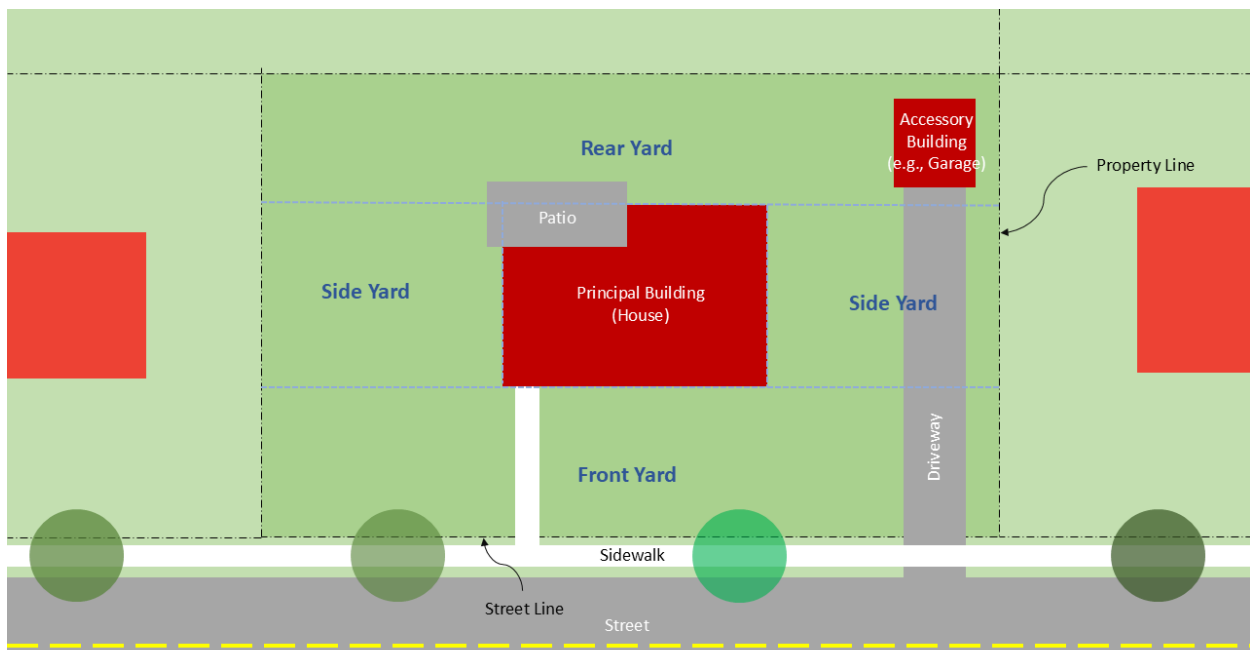 Accessory
Building
(e.g., Garage)
Rear Yard
Property Line
Patio
Side Yard
Principal Building
(House)
Side Yard
Driveway
Front Yard
Sidewalk
Street Line
Street